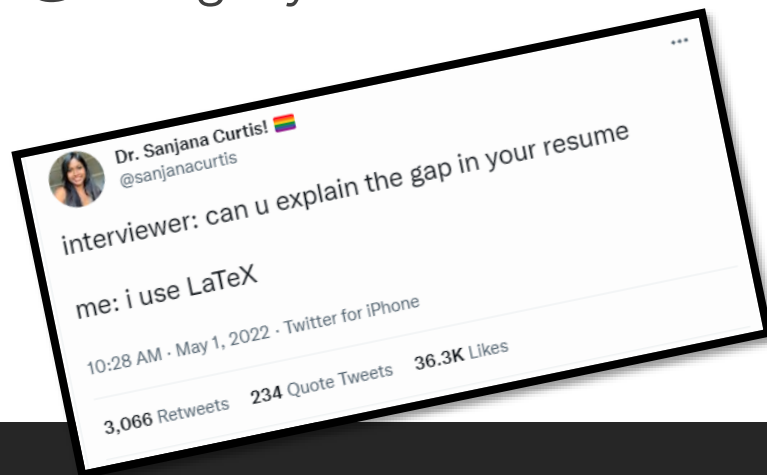 Dr. Sanjana Curtis! 🏳️‍🌈
@sanjanacurtis
interviewer: can u explain the gap in your resume
me: i use LaTeX
10:28 AM · May 1, 2022 · Twitter for iPhone
3,066 Retweets 234 Quote Tweets 36.3K Likes